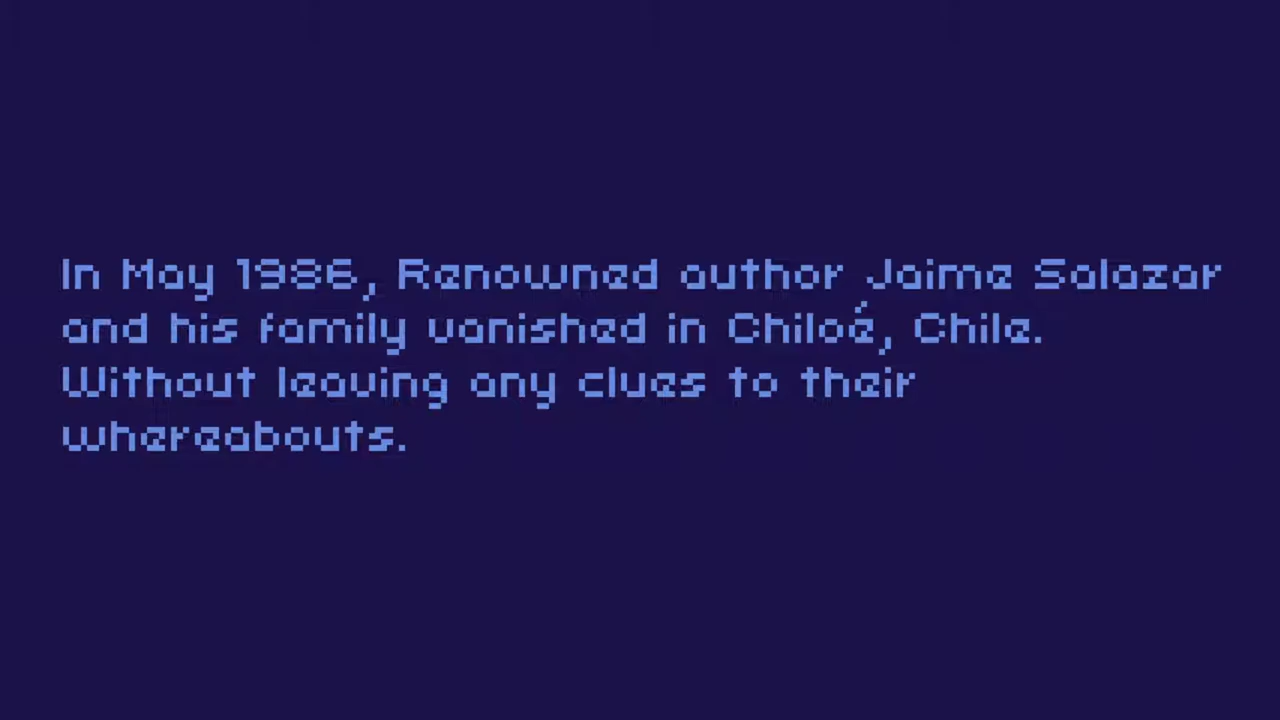 In May 1986, Renowned author Jaime Salazar
and his family vanished in Chiloé, Chile.
Without leaving any clues to their
whereabouts.